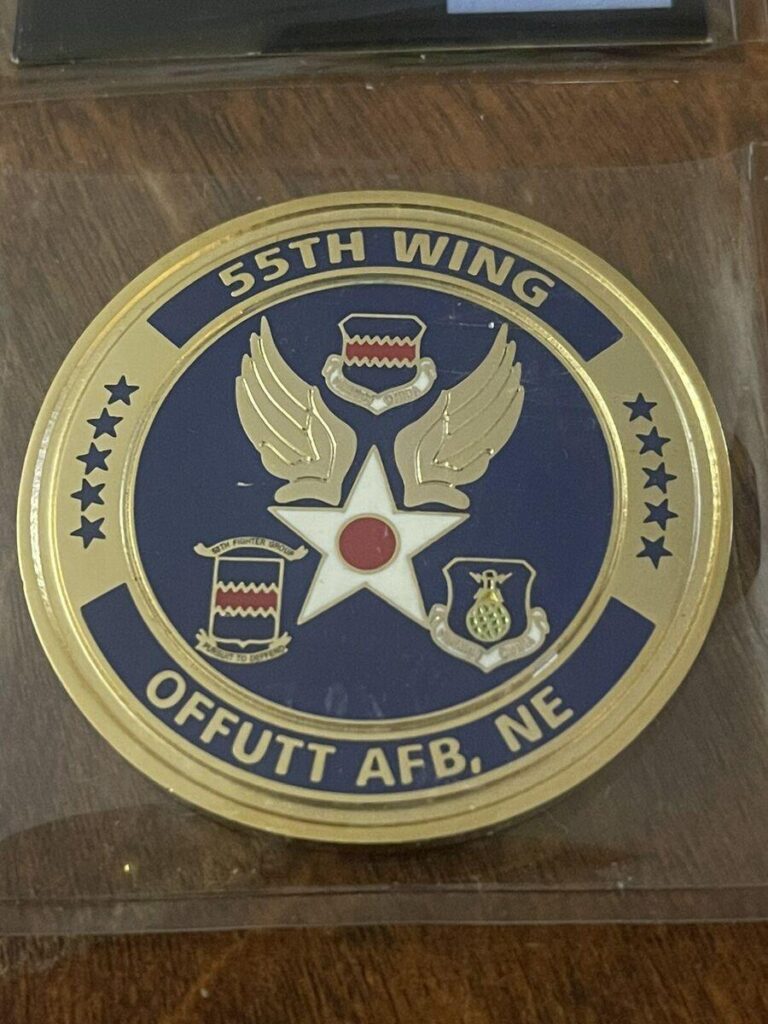 55TH WING
55TH FIGHTER GROUP
PURSUIT TO DEFEND
OFFUTT AFB, NE